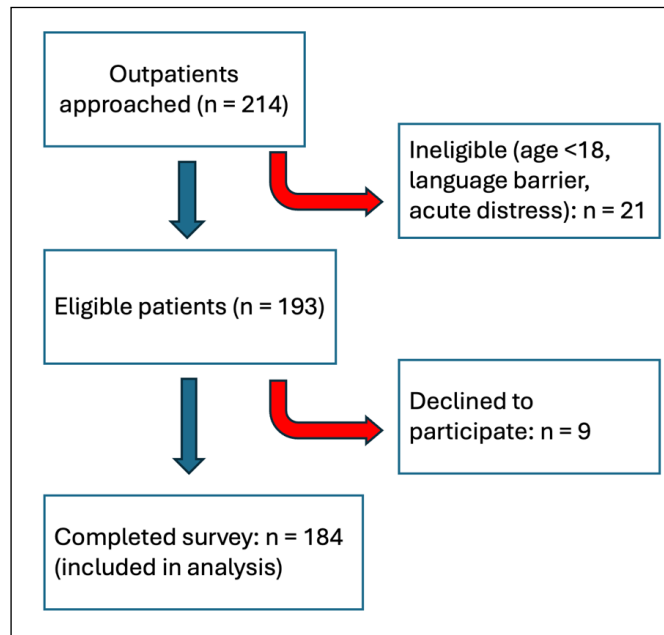 Outpatients
approached (n = 214)
Ineligible (age <18,
language barrier,
acute distress): n = 21
Eligible patients (n = 193)
Declined to
participate: n = 9
Completed survey: n = 184
(included in analysis)